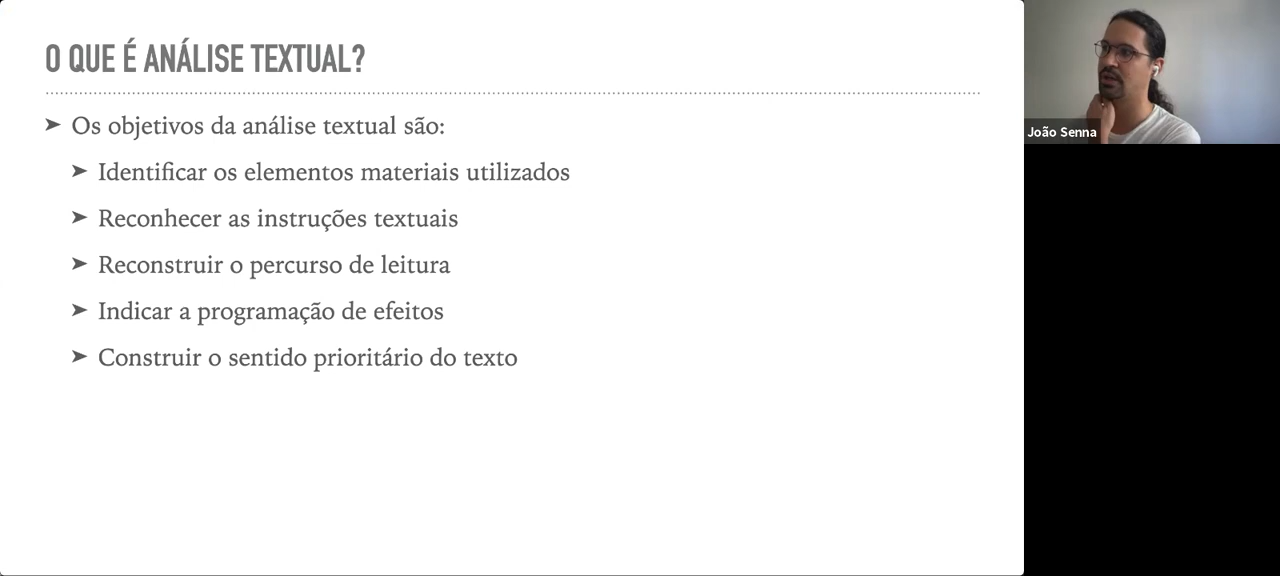 O QUE É ANÁLISE TEXTUAL?
➤ Os objetivos da análise textual são:
➤ Identificar os elementos materiais utilizados
➤ Reconhecer as instruções textuais
➤ Reconstruir o percurso de leitura
➤ Indicar a programação de efeitos
➤ Construir o sentido prioritário do texto
João Senna